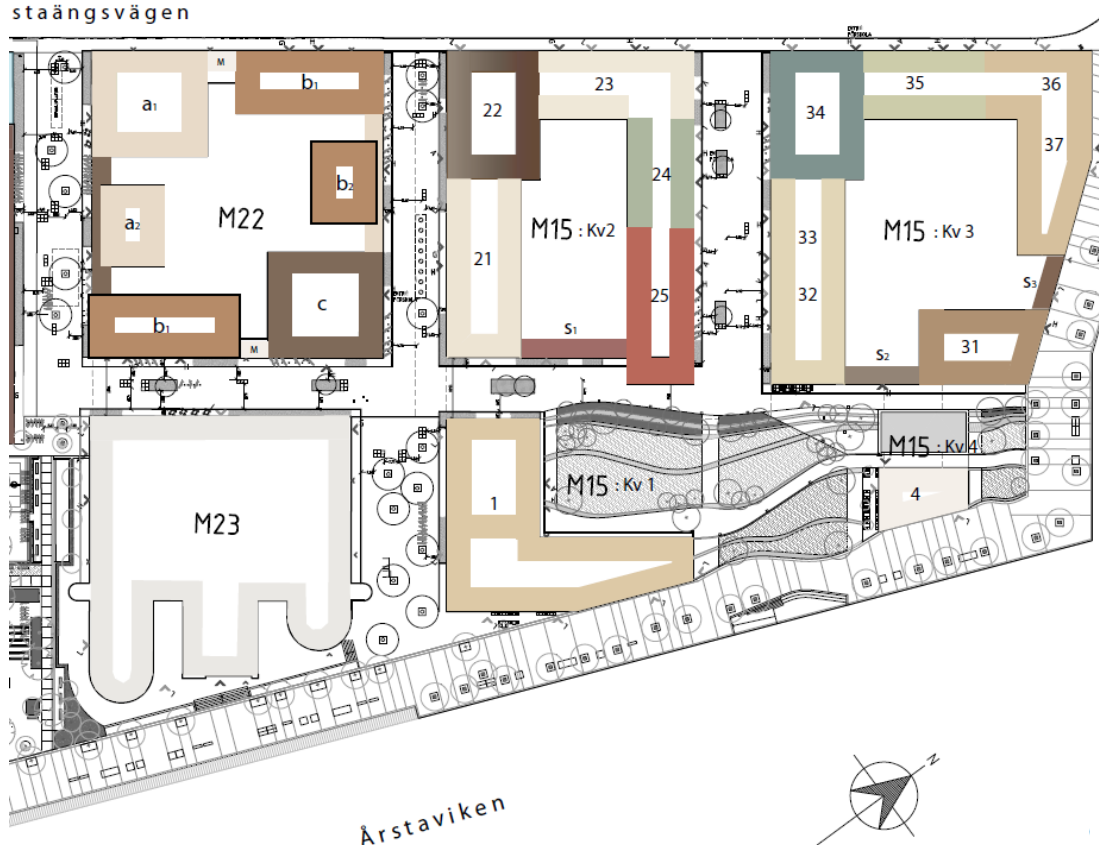 staängsvägen
M
a1
b1
22
23
35
36
34
37
b2
24
a2
M22
M15 : Kv2
M15 : Kv 3
33
21
32
25
c
S3
b1
S1
S2
31
M
M15 : Kv 4
M15 : Kv 1
4
1
M23
N
Årstaviken